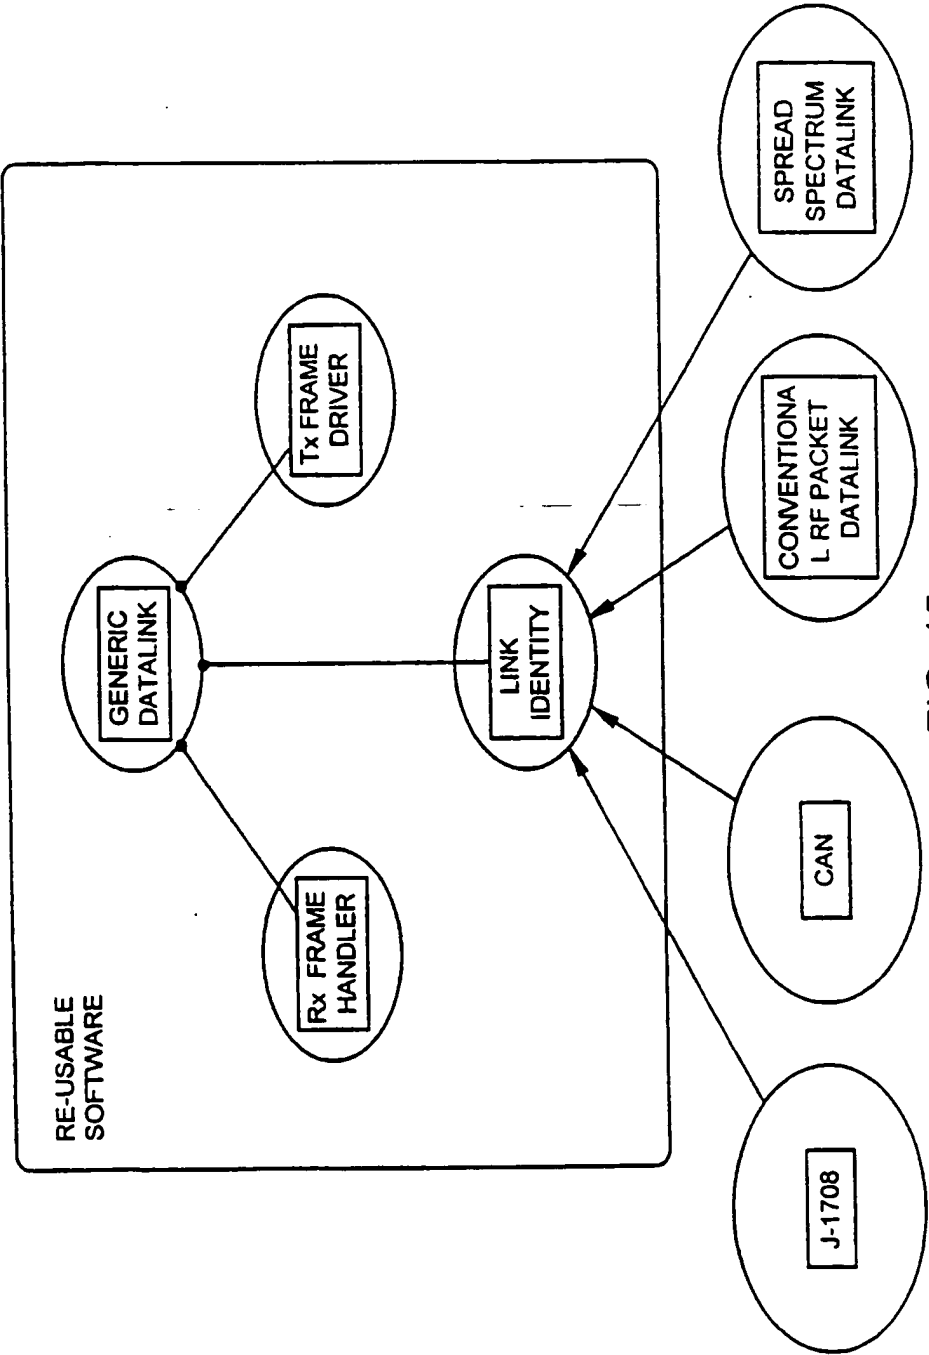 RE-USABLE
SOFTWARE
GENERIC
DATALINK
Rx FRAME
HANDLER
Tx FRAME
DRIVER
LINK
IDENTITY
J-1708
CAN
CONVENTIONA
L RF PACKET
DATALINK
SPREAD
SPECTRUM
DATALINK